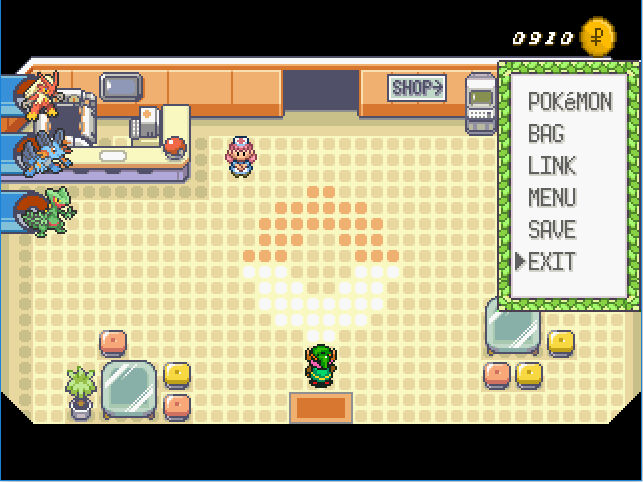 0910 ₽
SHOP→
POKéMON
BAG
LINK
MENU
SAVE
▶EXIT